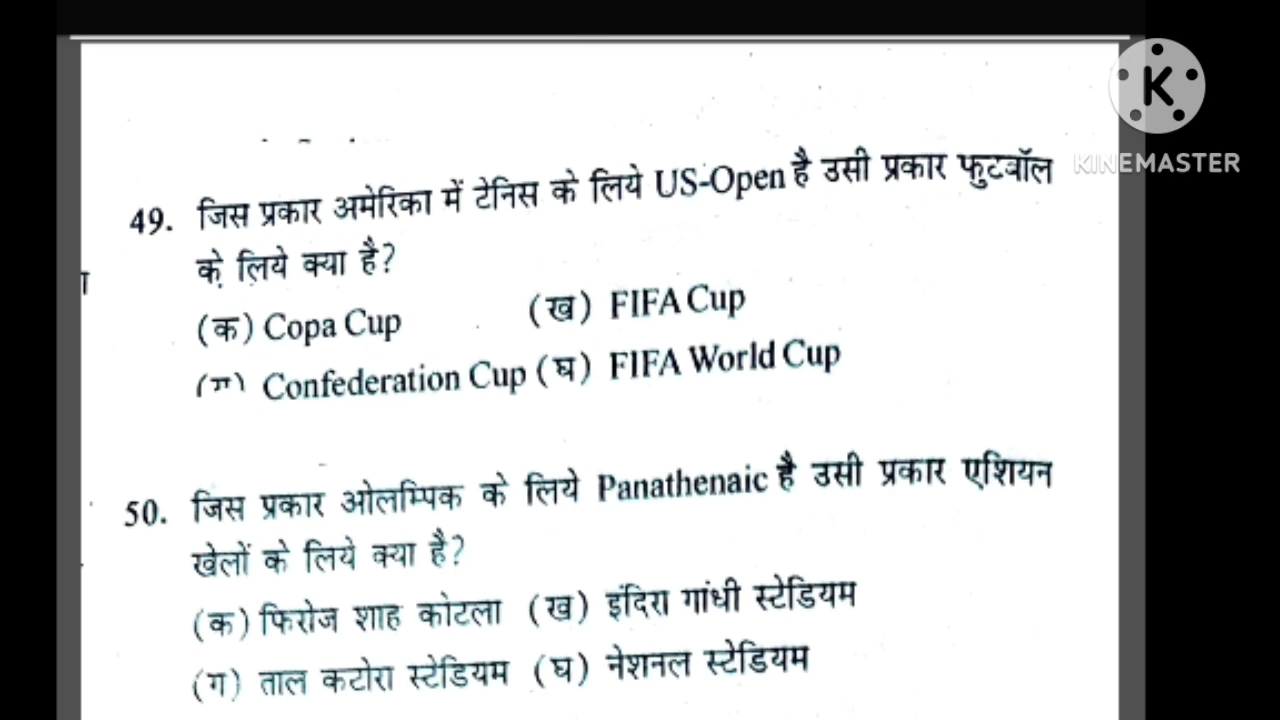 K
KINEMASTER
49. जिस प्रकार अमेरिका में टेनिस के लिये US-Open है उसी प्रकार फुटबॉल
के लिये क्या है?
(क) Copa Cup (ख) FIFA Cup
(ग) Confederation Cup (घ) FIFA World Cup
50. जिस प्रकार ओलम्पिक के लिये Panathenaic है उसी प्रकार एशियन
खेलों के लिये क्या है?
(क) फिरोज शाह कोटला (ख) इंदिरा गांधी स्टेडियम
(ग) ताल कटोरा स्टेडियम (घ) नेशनल स्टेडियम